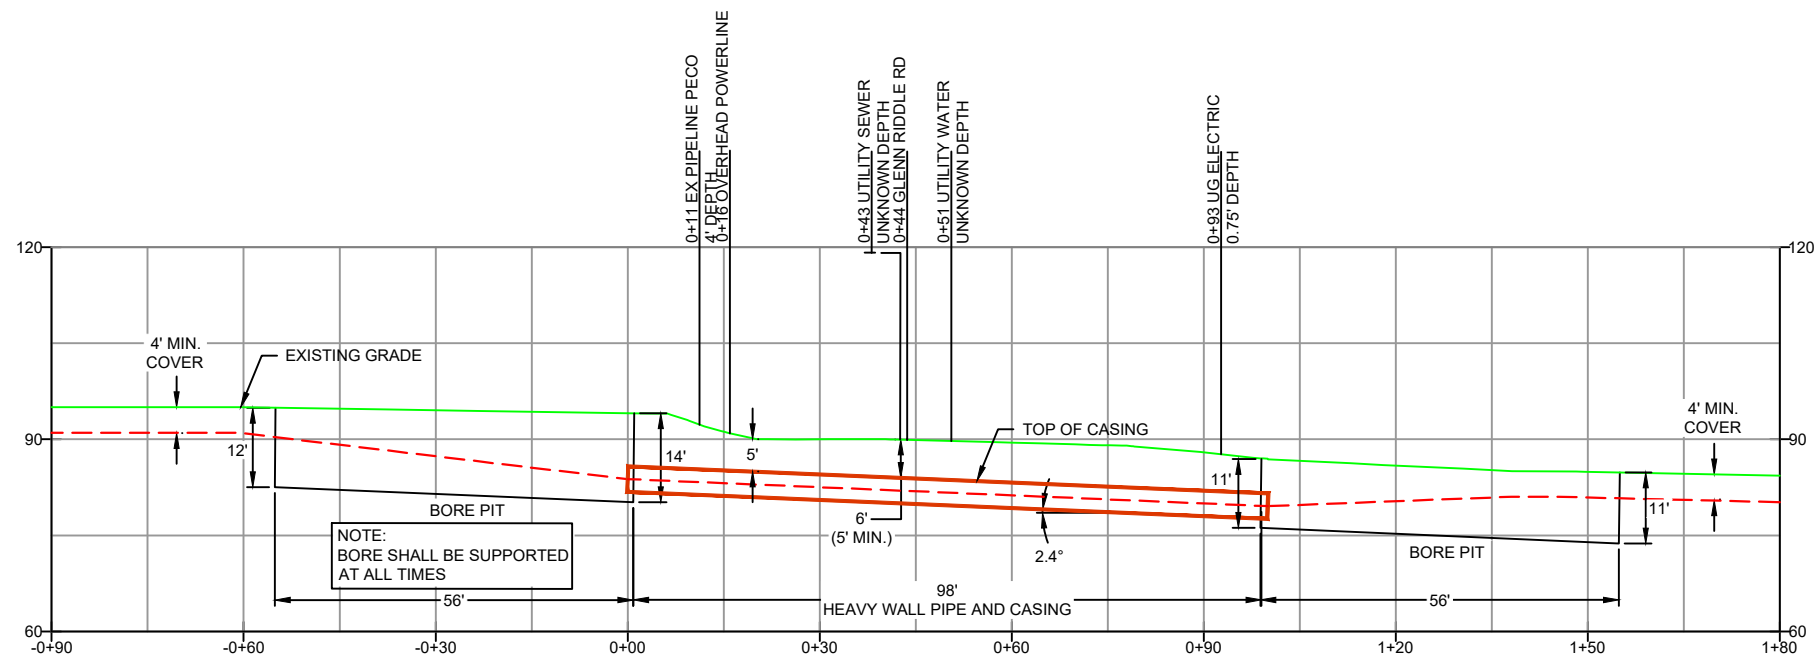 0+11 EX PIPELINE PECO
4' DEPTH
0+16 OVERHEAD POWERLINE
0+43 UTILITY SEWER
UNKNOWN DEPTH
0+44 GLENN RIDDLE RD
0+51 UTILITY WATER
UNKNOWN DEPTH
0+93 UG ELECTRIC
0.75' DEPTH
120
120
4' MIN.
COVER
EXISTING GRADE
4' MIN.
COVER
TOP OF CASING
90
90
12'
14'
5'
11'
11'
BORE PIT
6'
(5' MIN.)
2.4°
BORE PIT
NOTE:
BORE SHALL BE SUPPORTED
AT ALL TIMES
56'
98'
HEAVY WALL PIPE AND CASING
56'
60
60
-0+90
-0+60
-0+30
0+00
0+30
0+60
0+90
1+20
1+50
1+80